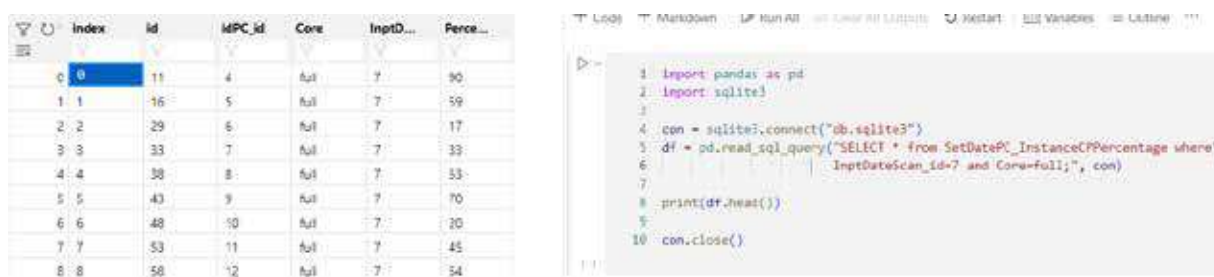 index id idPC_id Core InptD... Perce...
0 0 11 4 full 7 90
1 1 16 5 full 7 59
2 2 29 6 full 7 17
3 3 33 7 full 7 33
4 4 38 8 full 7 53
5 5 43 9 full 7 70
6 6 48 10 full 7 20
7 7 53 11 full 7 45
8 8 58 12 full 7 54
+ Code + Markdown Run All Clear All Outputs Restart Variables Outline ...
1 import pandas as pd
2 import sqlite3
3
4 con = sqlite3.connect("db.sqlite3")
5 df = pd.read_sql_query("SELECT * from SetDatePC_InstanceCPPercentage where
6 InptDateScan_id=7 and Core=full;", con)
7
8 print(df.head())
9
10 con.close()
[ ]